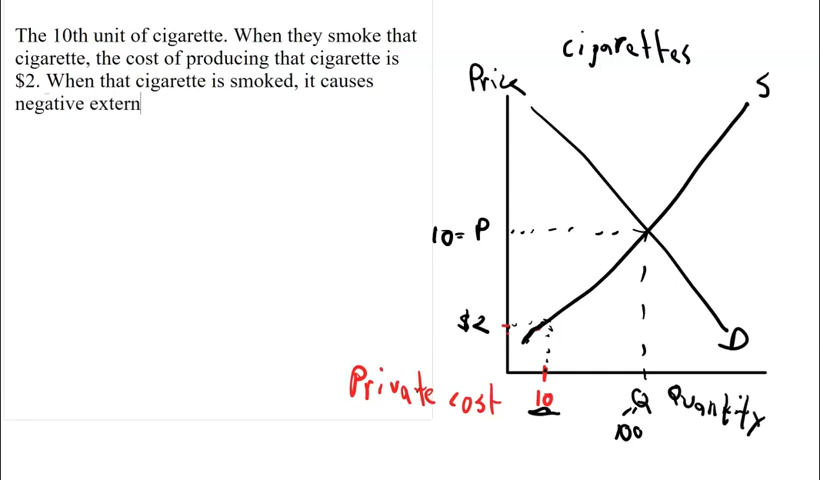 The 10th unit of cigarette. When they smoke that
cigarette, the cost of producing that cigarette is
$2. When that cigarette is smoked, it causes
negative extern
cigarettes
Price
S
10= P
$2
D
Private cost
10
Q
Quantity
100